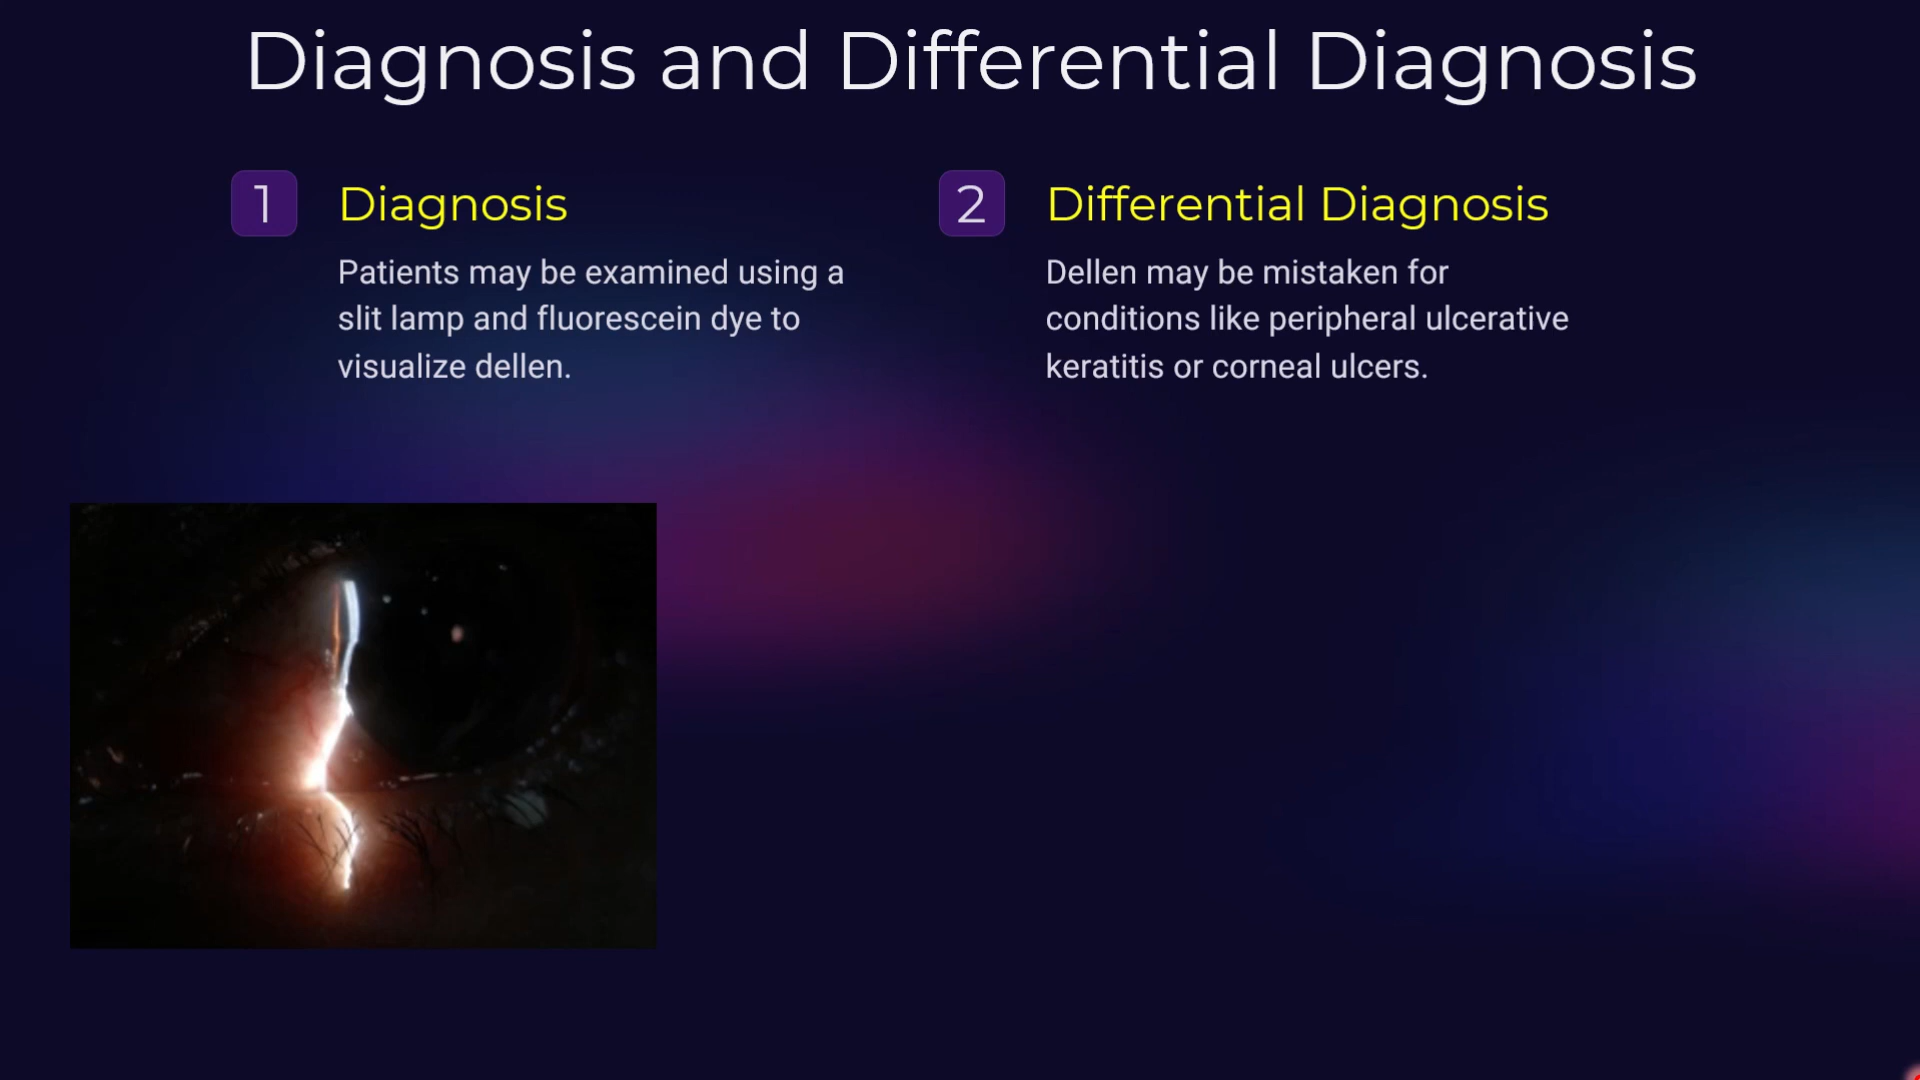 Diagnosis and Differential Diagnosis
1
Diagnosis
Patients may be examined using a
slit lamp and fluorescein dye to
visualize dellen.
2
Differential Diagnosis
Dellen may be mistaken for
conditions like peripheral ulcerative
keratitis or corneal ulcers.